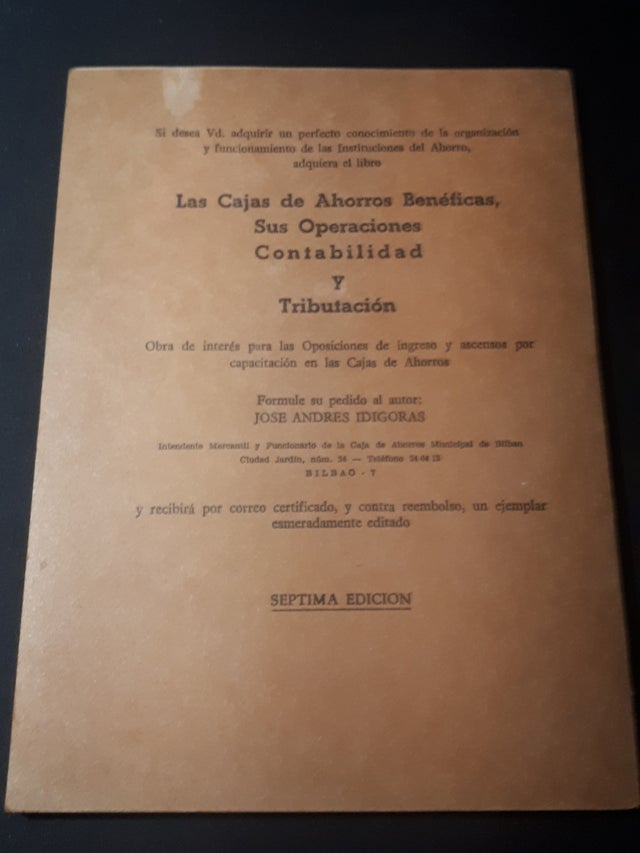 Si desea Vd. adquirir un perfecto conocimiento de la organización
y funcionamiento de las Instituciones del Ahorro,
adquiera el libro
Las Cajas de Ahorros Benéficas,
Sus Operaciones
Contabilidad
Y
Tributación
Obra de interés para las Oposiciones de ingreso y ascensos por
capacitación en las Cajas de Ahorros
Formule su pedido al autor:
JOSE ANDRES IDIGORAS
Intendente Mercantil y Funcionario de la Caja de Ahorros Municipal de Bilbao
Ciudad Jardín, núm. — Teléfono
BILBAO - 7
y recibirá por correo certificado, y contra reembolso, un ejemplar
esmeradamente editado
SEPTIMA EDICION